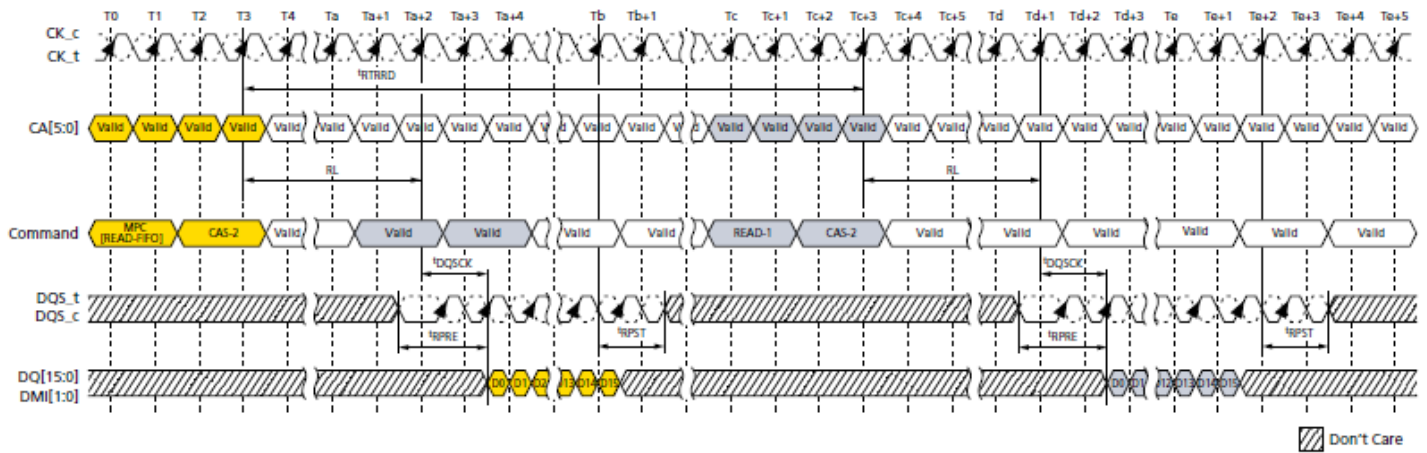 T0 T1 T2 T3 T4 Ta Ta+1 Ta+2 Ta+3 Ta+4 Tb Tb+1 Tc Tc+1 Tc+2 Tc+3 Tc+4 Tc+5 Td Td+1 Td+2 Td+3 Te Te+1 Te+2 Te+3 Te+4 Te+5
CK_c
CK_t
tRTRRD
CA[5:0] Valid Valid Valid Valid Valid Valid Valid Valid Valid Valid Valid Valid Valid Valid Valid Valid Valid Valid Valid Valid Valid Valid Valid Valid Valid Valid Valid
RL RL
Command MPC [READ-FIFO] CAS-2 Valid Valid Valid Valid Valid READ-1 CAS-2 Valid Valid Valid Valid Valid Valid
tDQSCK tDQSCK
DQS_t
DQS_c
tRPRE tRPST tRPRE tRPST
DQ[15:0] D0 D1 D2 D13 D14 D15 D0 D1 D12 D13 D14 D15
DMI[1:0]
Don't Care